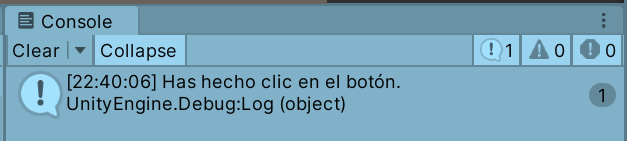 Console
Clear Collapse 1 0 0
[22:40:06] Has hecho clic en el botón.
UnityEngine.Debug:Log (object)
1